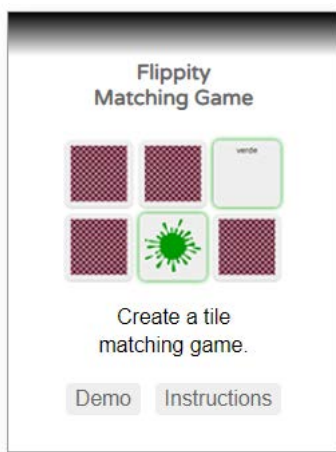 Flippity
Matching Game
verde
Create a tile
matching game.
Demo Instructions